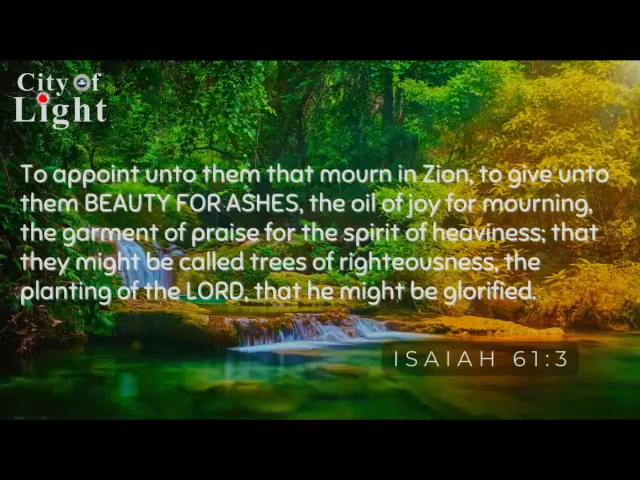 City of
Light
To appoint unto them that mourn in Zion, to give unto
them BEAUTY FOR ASHES, the oil of joy for mourning,
the garment of praise for the spirit of heaviness; that
they might be called trees of righteousness, the
planting of the LORD, that he might be glorified.
ISAIAH 61:3